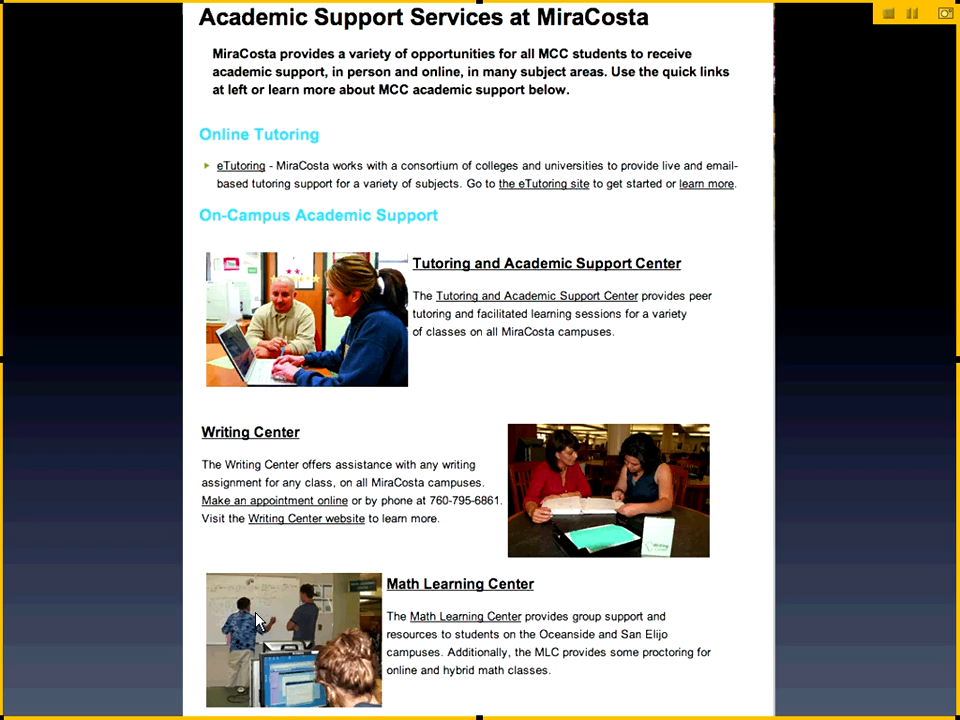 Academic Support Services at MiraCosta
MiraCosta provides a variety of opportunities for all MCC students to receive
academic support, in person and online, in many subject areas. Use the quick links
at left or learn more about MCC academic support below.
Online Tutoring
eTutoring - MiraCosta works with a consortium of colleges and universities to provide live and email-
based tutoring support for a variety of subjects. Go to the eTutoring site to get started or learn more.
On-Campus Academic Support
Tutoring and Academic Support Center
The Tutoring and Academic Support Center provides peer
tutoring and facilitated learning sessions for a variety
of classes on all MiraCosta campuses.
Writing Center
The Writing Center offers assistance with any writing
assignment for any class, on all MiraCosta campuses.
Make an appointment online or by phone at 760-795-6861.
Visit the Writing Center website to learn more.
Math Learning Center
The Math Learning Center provides group support and
resources to students on the Oceanside and San Elijo
campuses. Additionally, the MLC provides some proctoring for
online and hybrid math classes.